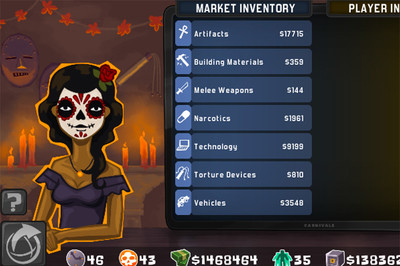 MARKET INVENTORY
PLAYER IN
Artifacts $17715
Building Materials $359
Melee Weapons $144
Narcotics $1961
Technology $9199
Torture Devices $810
Vehicles $3548
?
46 43 $1468464 35 $138362